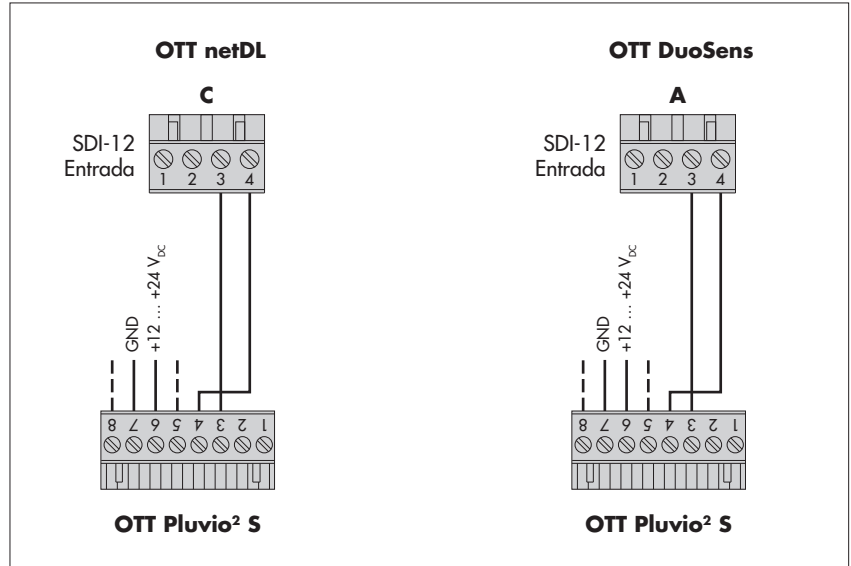 OTT netDL
C
SDI-12
Entrada
1 2 3 4
GND
+12 ... +24 V_DC
8 7 6 5 4 3 2 1
OTT Pluvio² S
OTT DuoSens
A
SDI-12
Entrada
1 2 3 4
GND
+12 ... +24 V_DC
8 7 6 5 4 3 2 1
OTT Pluvio² S